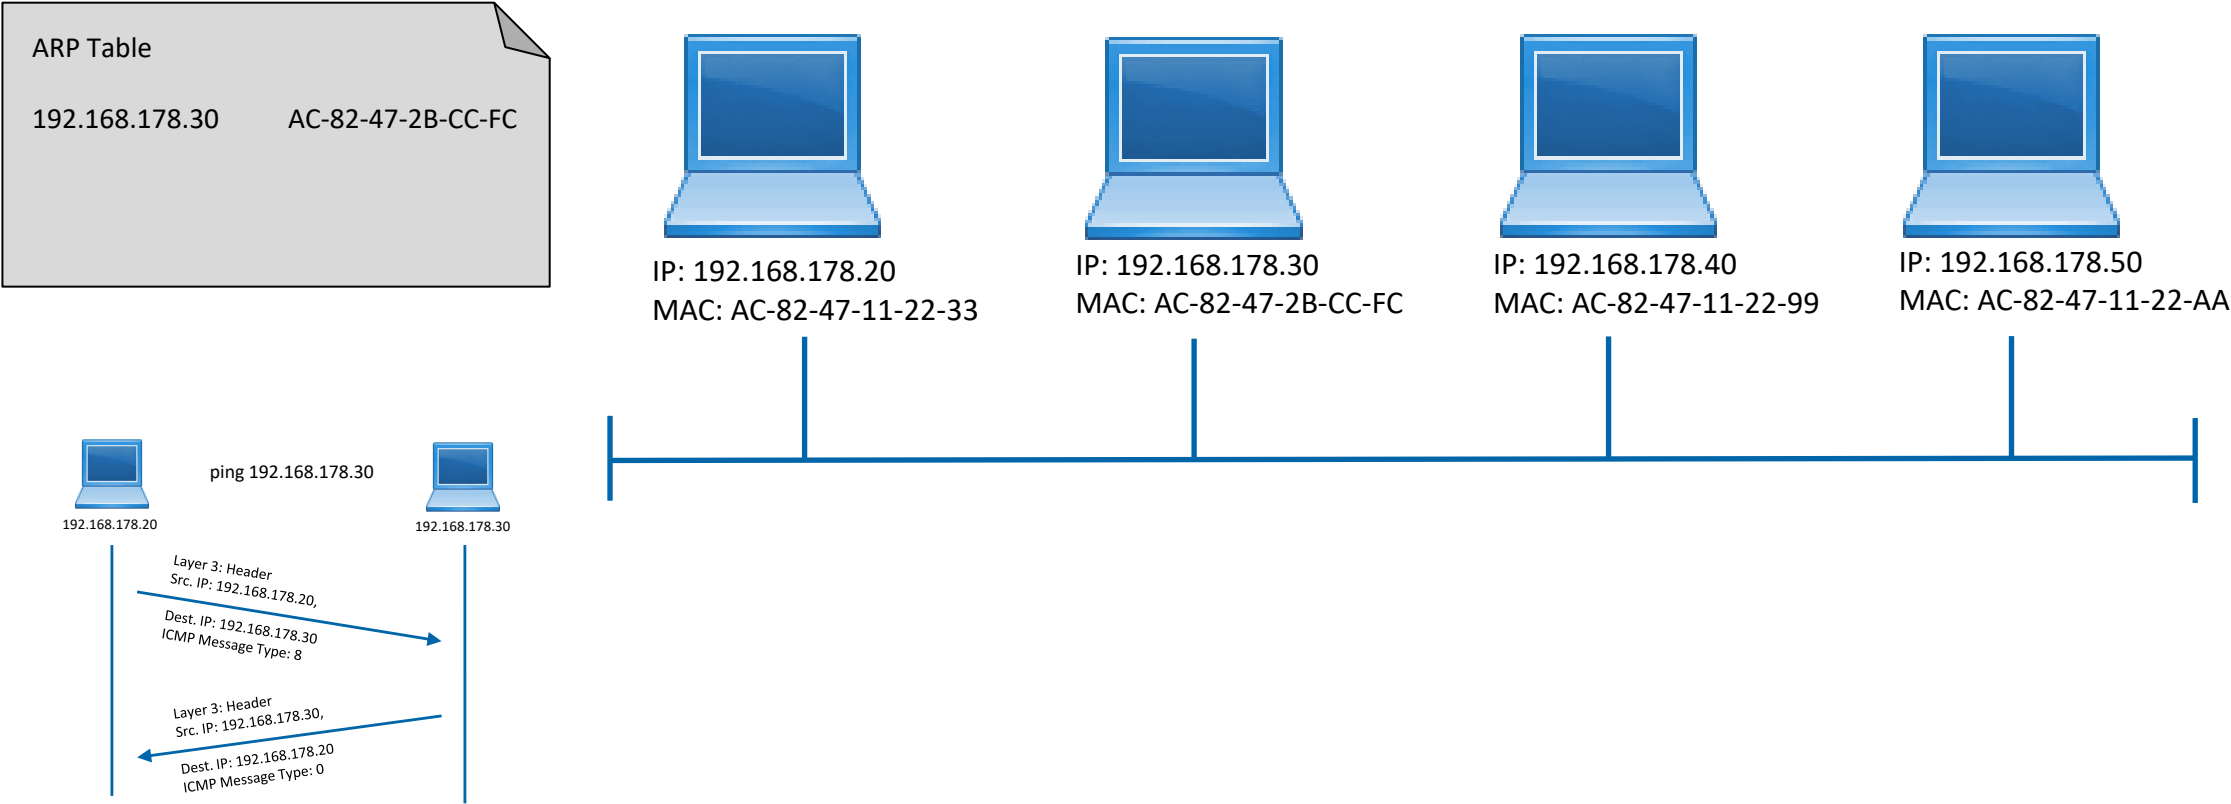 ARP Table
192.168.178.30 AC-82-47-2B-CC-FC
IP: 192.168.178.20
MAC: AC-82-47-11-22-33
IP: 192.168.178.30
MAC: AC-82-47-2B-CC-FC
IP: 192.168.178.40
MAC: AC-82-47-11-22-99
IP: 192.168.178.50
MAC: AC-82-47-11-22-AA
ping 192.168.178.30
192.168.178.20
192.168.178.30
Layer 3: Header
Src. IP: 192.168.178.20,
Dest. IP: 192.168.178.30
ICMP Message Type: 8
Layer 3: Header
Src. IP: 192.168.178.30,
Dest. IP: 192.168.178.20
ICMP Message Type: 0